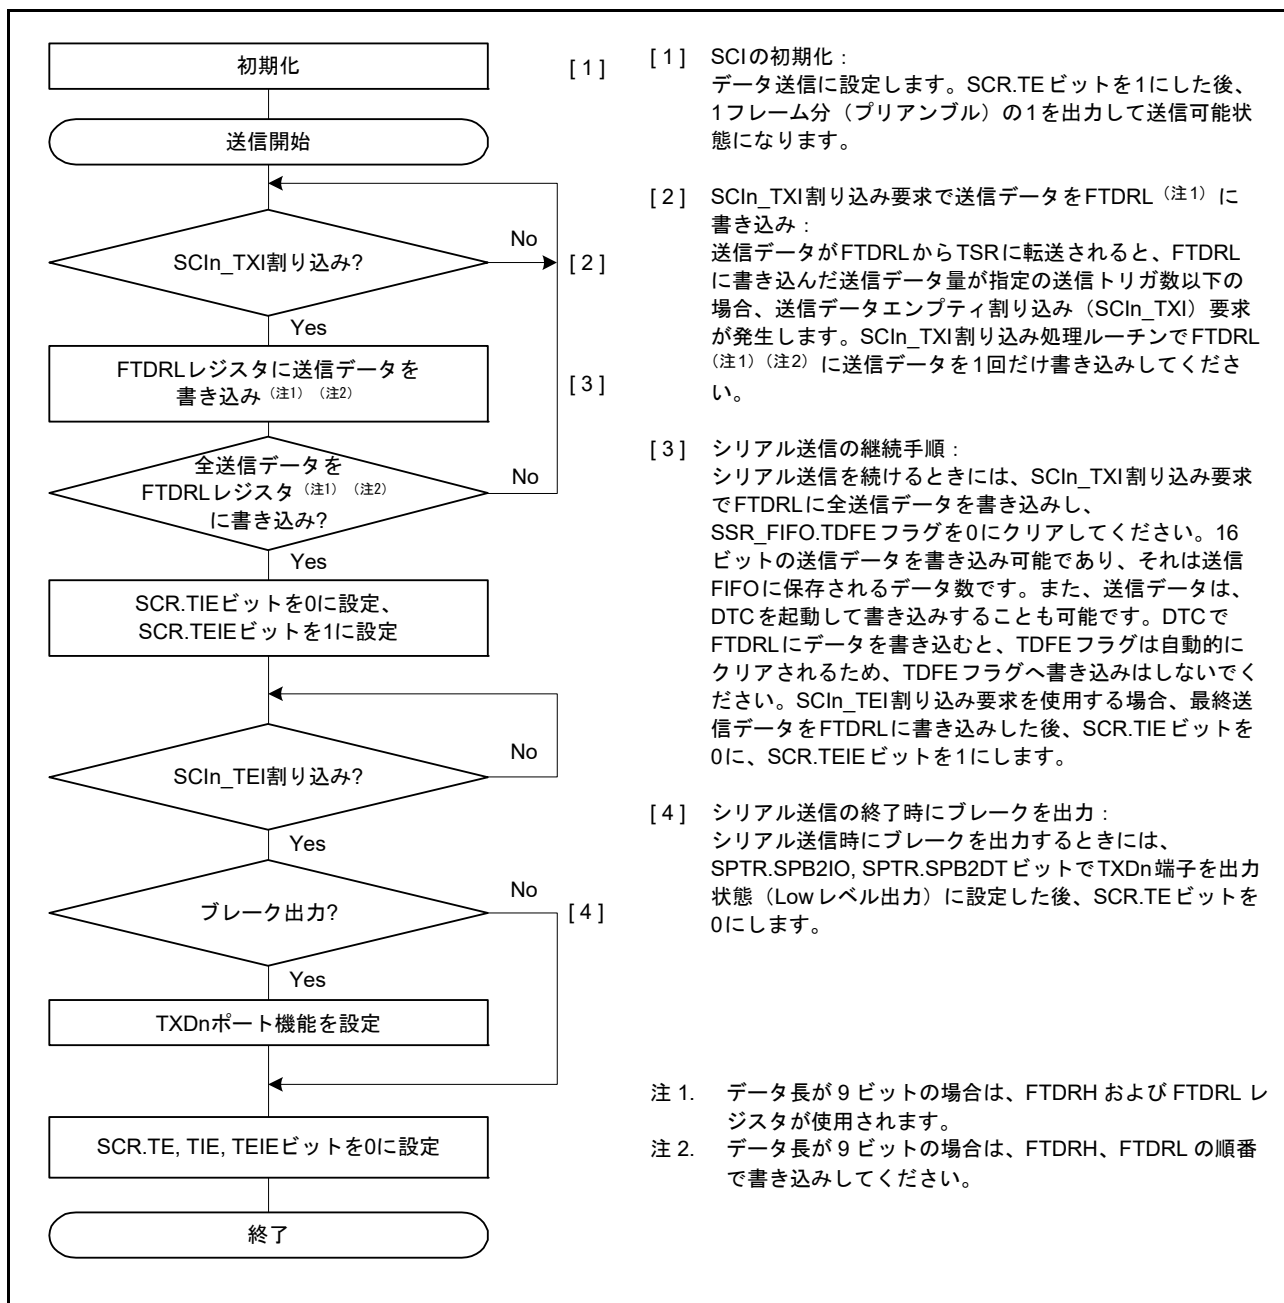 初期化
[ 1 ]
送信開始
SCIn_TXI割り込み?
No
[ 2 ]
Yes
FTDRLレジスタに送信データを
書き込み（注1）（注2）
[ 3 ]
全送信データを
FTDRLレジスタ（注1）（注2）
に書き込み?
No
Yes
SCR.TIEビットを0に設定、
SCR.TEIEビットを1に設定
SCIn_TEI割り込み?
No
Yes
ブレーク出力?
No
[ 4 ]
Yes
TXDnポート機能を設定
SCR.TE, TIE, TEIEビットを0に設定
終了
[ 1 ] SCIの初期化：
データ送信に設定します。SCR.TEビットを1にした後、
1フレーム分（プリアンブル）の1を出力して送信可能状
態になります。
[ 2 ] SCIn_TXI割り込み要求で送信データをFTDRL（注1）に
書き込み：
送信データがFTDRLからTSRに転送されると、FTDRL
に書き込んだ送信データ量が指定の送信トリガ数以下の
場合、送信データエンプティ割り込み（SCIn_TXI）要求
が発生します。SCIn_TXI割り込み処理ルーチンでFTDRL
（注1）（注2）に送信データを1回だけ書き込みしてくださ
い。
[ 3 ] シリアル送信の継続手順：
シリアル送信を続けるときには、SCIn_TXI割り込み要求
でFTDRLに全送信データを書き込みし、
SSR_FIFO.TDFEフラグを0にクリアしてください。16
ビットの送信データを書き込み可能であり、それは送信
FIFOに保存されるデータ数です。また、送信データは、
DTCを起動して書き込みすることも可能です。DTCで
FTDRLにデータを書き込むと、TDFEフラグは自動的に
クリアされるため、TDFEフラグへ書き込みはしないでく
ださい。SCIn_TEI割り込み要求を使用する場合、最終送
信データをFTDRLに書き込みした後、SCR.TIEビットを
0に、SCR.TEIEビットを1にします。
[ 4 ] シリアル送信の終了時にブレークを出力：
シリアル送信時にブレークを出力するときには、
SPTR.SPB2IO, SPTR.SPB2DTビットでTXDn端子を出力
状態（Lowレベル出力）に設定した後、SCR.TEビットを
0にします。
注 1. データ長が 9 ビットの場合は、FTDRH および FTDRL レ
ジスタが使用されます。
注 2. データ長が 9 ビットの場合は、FTDRH、FTDRL の順番
で書き込みしてください。